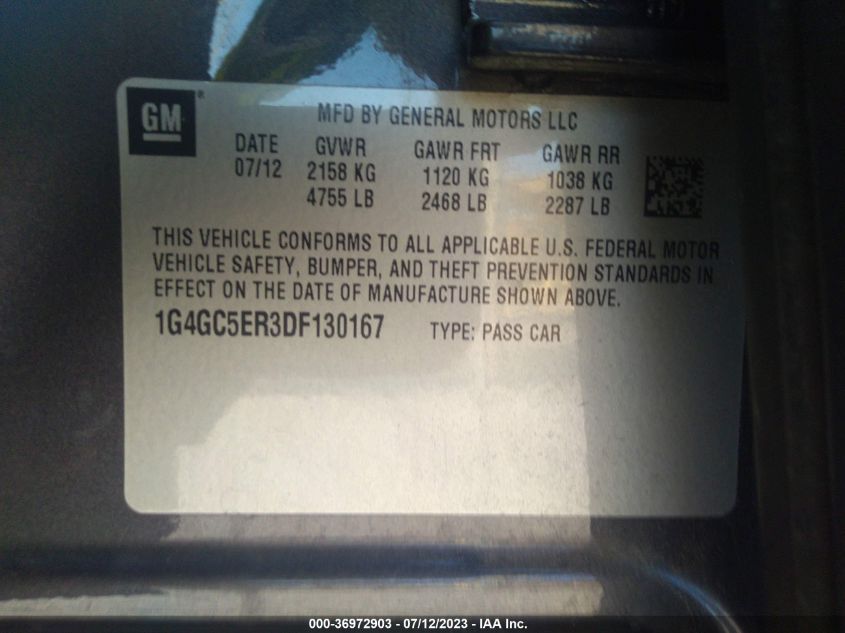 GM ®
MFD BY GENERAL MOTORS LLC
DATE GVWR GAWR FRT GAWR RR
07/12 2158 KG 1120 KG 1038 KG
4755 LB 2468 LB 2287 LB
THIS VEHICLE CONFORMS TO ALL APPLICABLE U.S. FEDERAL MOTOR
VEHICLE SAFETY, BUMPER, AND THEFT PREVENTION STANDARDS IN
EFFECT ON THE DATE OF MANUFACTURE SHOWN ABOVE.
1G4GC5ER3DF130167 TYPE: PASS CAR
000-36972903 - 07/12/2023 - IAA Inc.